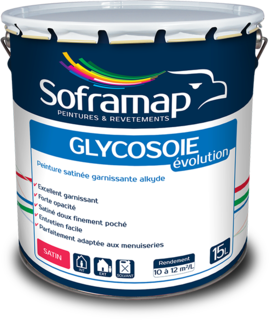 Soframap
PEINTURES & REVETEMENTS
GLYCOSOIE
évolution
Peinture satinée garnissante alkyde
Excellent garnissant
Forte opacité
Satiné doux finement poché
Entretien facile
Parfaitement adaptée aux menuiseries
SATIN
Rendement
10 à 12 m²/L
15L